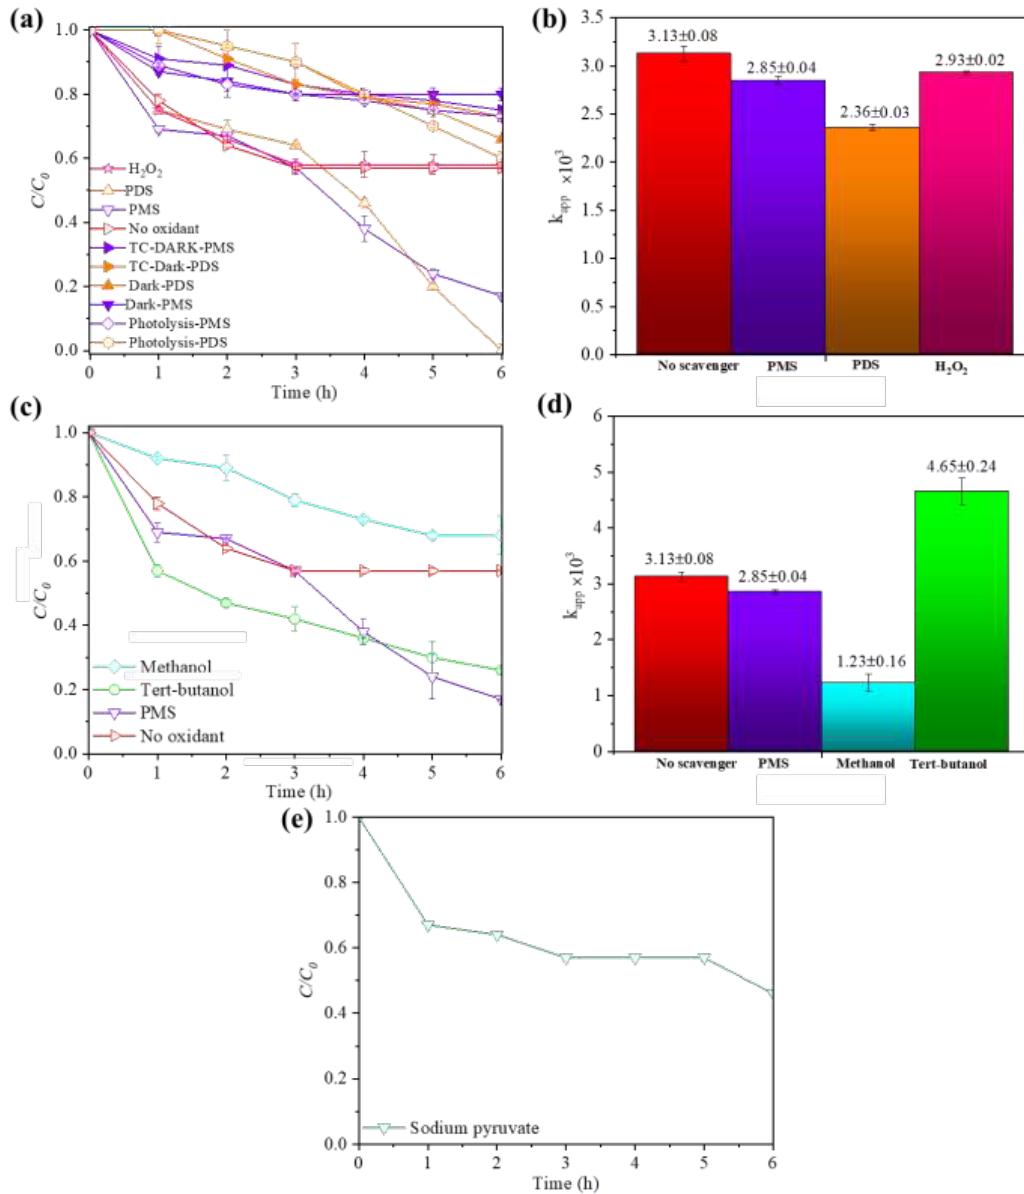 (a)
C/C0
1.0
0.8
0.6
0.4
0.2
0.0
H2O2
PDS
PMS
No oxidant
TC-DARK-PMS
TC-Dark-PDS
Dark-PDS
Dark-PMS
Photolysis-PMS
Photolysis-PDS
0 1 2 3 4 5 6
Time (h)
(b)
kapp ×10³
3.5
3.0
2.5
2.0
1.5
1.0
0.5
0.0
3.13±0.08
2.85±0.04
2.36±0.03
2.93±0.02
No scavenger PMS PDS H2O2
(c)
C/C0
1.0
0.8
0.6
0.4
0.2
0.0
Methanol
Tert-butanol
PMS
No oxidant
0 1 2 3 4 5 6
Time (h)
(d)
kapp ×10³
6
5
4
3
2
1
0
3.13±0.08
2.85±0.04
1.23±0.16
4.65±0.24
No scavenger PMS Methanol Tert-butanol
(e)
C/C0
1.0
0.8
0.6
0.4
0.2
0.0
Sodium pyruvate
0 1 2 3 4 5 6
Time (h)